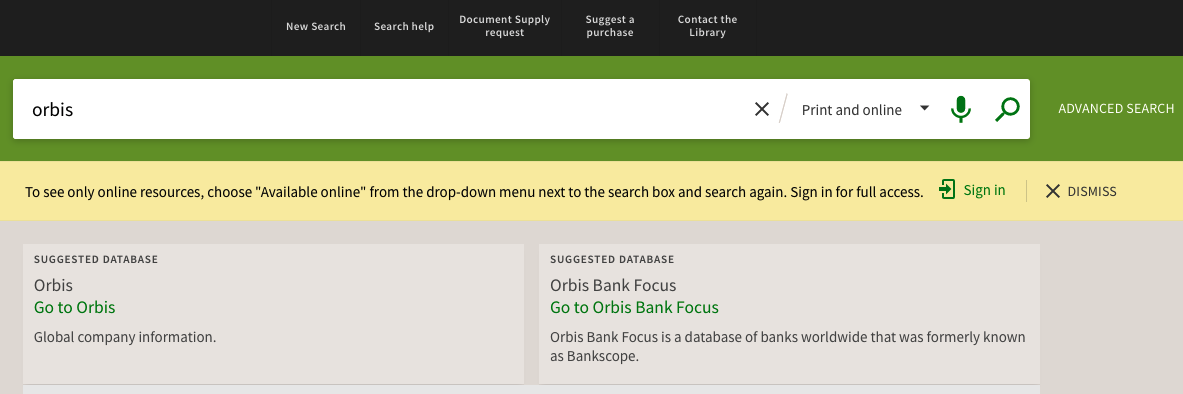 New Search
Search help
Document Supply
request
Suggest a
purchase
Contact the
Library
orbis
Print and online
ADVANCED SEARCH
To see only online resources, choose "Available online" from the drop-down menu next to the search box and search again. Sign in for full access.
Sign in
DISMISS
SUGGESTED DATABASE
Orbis
Go to Orbis
Global company information.
SUGGESTED DATABASE
Orbis Bank Focus
Go to Orbis Bank Focus
Orbis Bank Focus is a database of banks worldwide that was formerly known
as Bankscope.